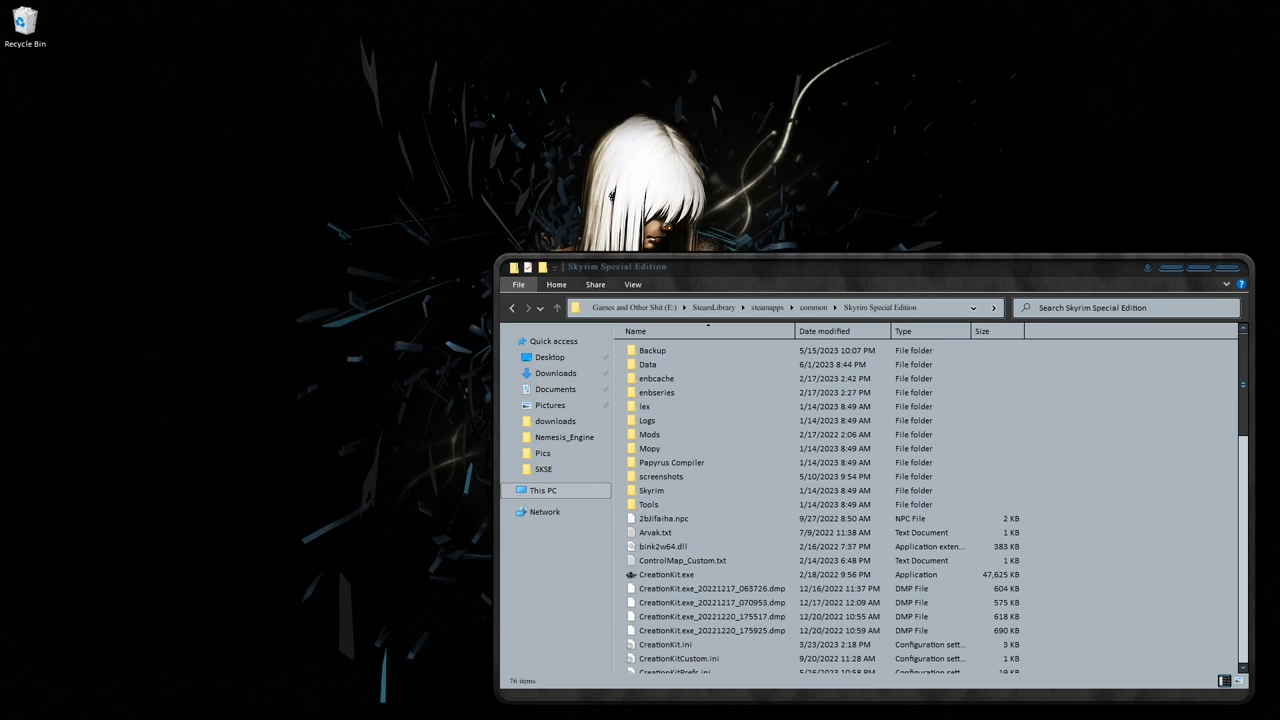 Recycle Bin
Skyrim Special Edition
File Home Share View
Games and Other Shit (E:) SteamLibrary steamapps common Skyrim Special Edition
Search Skyrim Special Edition
Quick access
Desktop
Downloads
Documents
Pictures
downloads
Nemesis_Engine
Pics
SKSE
This PC
Network
Name Date modified Type Size
Backup 5/15/2023 10:07 PM File folder
Data 6/1/2023 8:44 PM File folder
enbcache 2/17/2023 2:42 PM File folder
enbseries 2/17/2023 2:27 PM File folder
lex 1/14/2023 8:49 AM File folder
Logs 1/14/2023 8:49 AM File folder
Mods 2/17/2022 2:06 AM File folder
Mopy 1/14/2023 8:49 AM File folder
Papyrus Compiler 1/14/2023 8:49 AM File folder
screenshots 5/10/2023 9:54 PM File folder
Skyrim 1/14/2023 8:49 AM File folder
Tools 1/14/2023 8:49 AM File folder
2bJifaiha.npc 9/27/2022 8:50 AM NPC File 2 KB
Arvak.txt 7/9/2022 11:38 AM Text Document 1 KB
bink2w64.dll 2/16/2022 7:37 PM Application exten... 383 KB
ControlMap_Custom.txt 2/14/2023 6:48 PM Text Document 1 KB
CreationKit.exe 2/18/2022 9:56 PM Application 47,625 KB
CreationKit.exe_20221217_063726.dmp 12/16/2022 11:37 PM DMP File 604 KB
CreationKit.exe_20221217_070953.dmp 12/17/2022 12:09 AM DMP File 575 KB
CreationKit.exe_20221220_175517.dmp 12/20/2022 10:55 AM DMP File 618 KB
CreationKit.exe_20221220_175925.dmp 12/20/2022 10:59 AM DMP File 690 KB
CreationKit.ini 3/23/2023 2:18 PM Configuration sett... 3 KB
CreationKitCustom.ini 9/20/2022 11:28 AM Configuration sett... 1 KB
CreationKitPrefs.ini 5/26/2023 10:58 PM Configuration sett... 19 KB
76 items